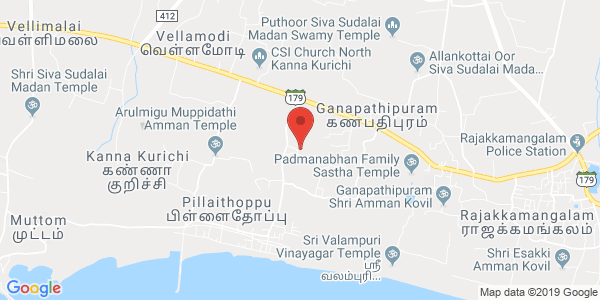 Vellimalai
வெள்ளிமலை
412
Vellamodi
வெள்ளமோடி
Puthoor Siva Sudalai
Madan Swamy Temple
CSI Church North
Kanna Kurichi
Allankottai Oor
Siva Sudalai Mada...
Shri Siva Sudalai
Madan Temple
179
Arulmigu Muppidathi
Amman Temple
Ganapathipuram
கணபதிபுரம்
179
Rajakkamangalam
Police Station
Kanna Kurichi
கண்ணா
குறிச்சி
Padmanabhan Family
Sastha Temple
Pillaithoppu
பிள்ளைதோப்பு
Ganapathipuram
Shri Amman Kovil
Muttom
முட்டம்
Rajakkamangalam
ராஜக்கமங்கலம்
Sri Valampuri
Vinayagar Temple
ஸ்ரீ
வலம்புரி...
Shri Esakki
Amman Kovil
Google
Map data ©2019 Google